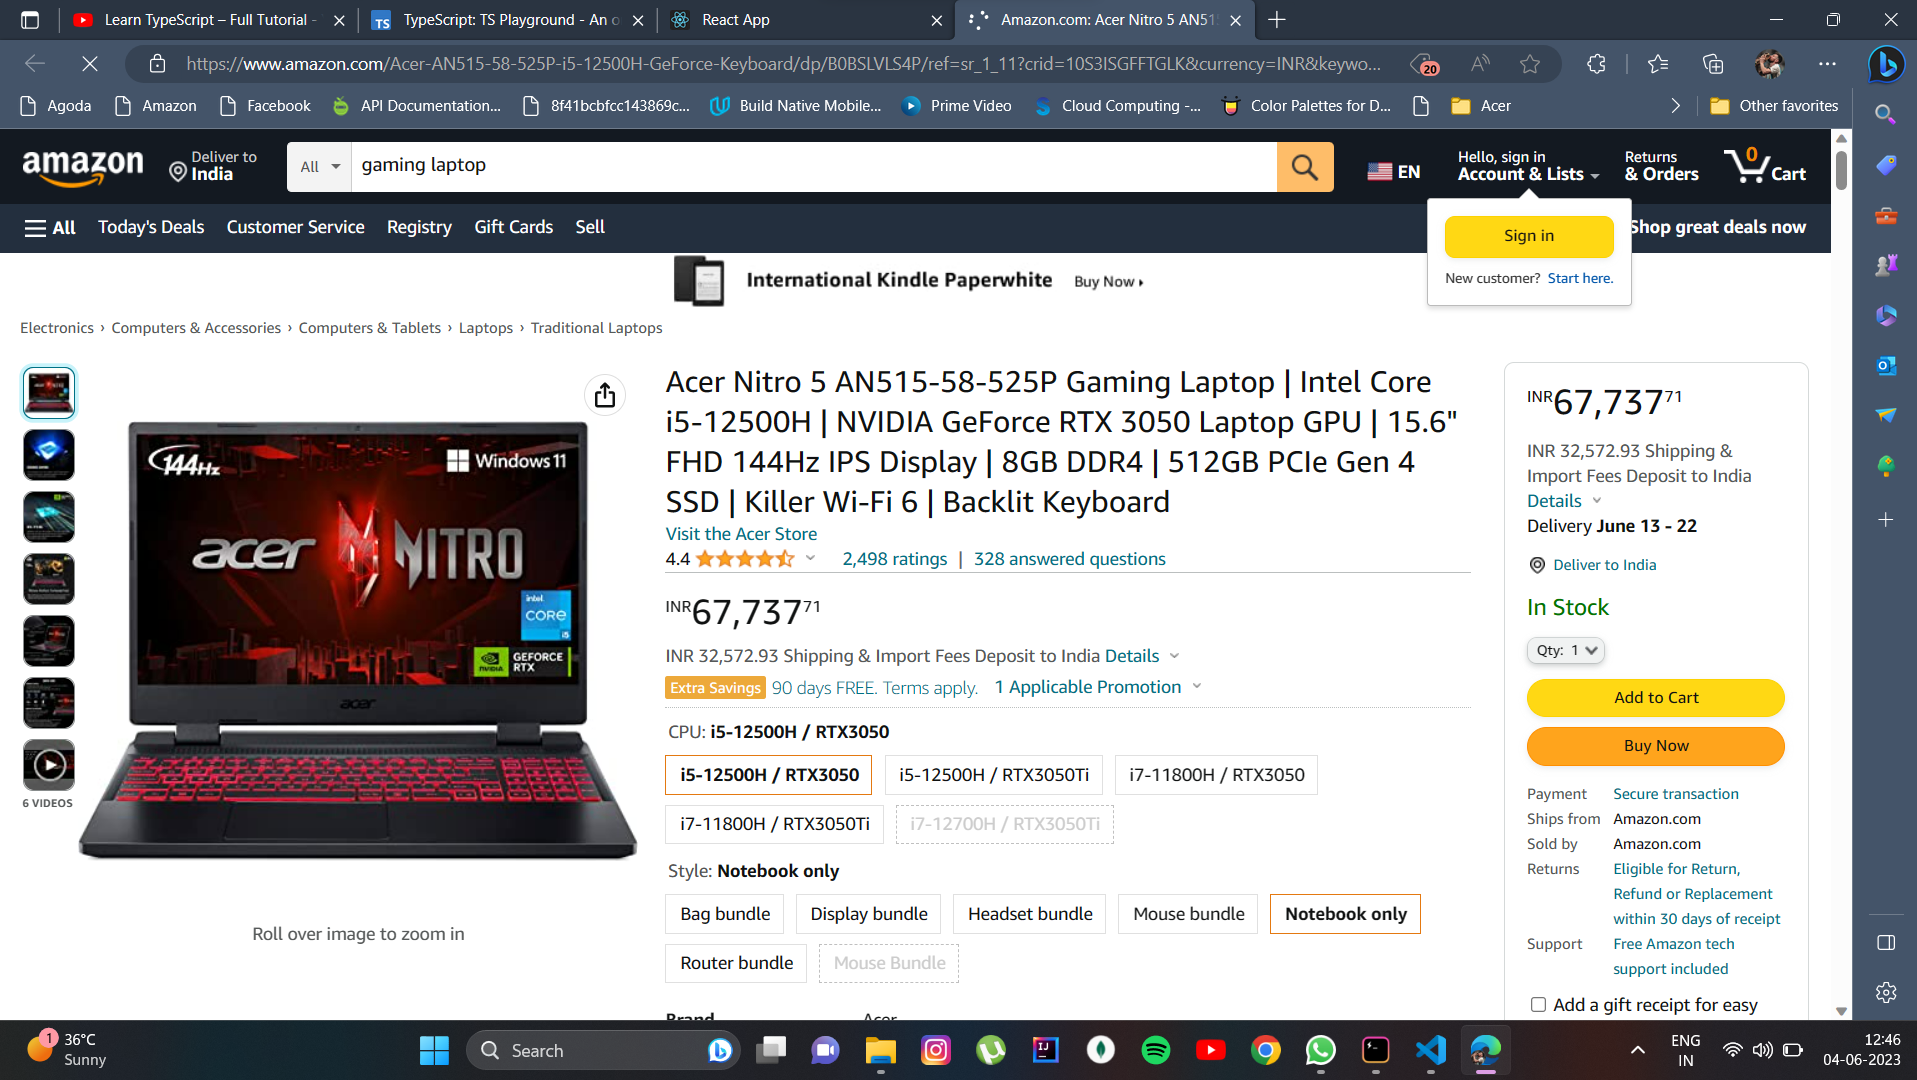 Learn TypeScript – Full Tutorial -
TypeScript: TS Playground - An o
React App
Amazon.com: Acer Nitro 5 AN51
https://www.amazon.com/Acer-AN515-58-525P-i5-12500H-GeForce-Keyboard/dp/B0BSLVLS4P/ref=sr_1_11?crid=10S3ISGFFTGLK&currency=INR&keywo...
20
Agoda
Amazon
Facebook
API Documentation...
8f41bcbfcc143869c...
Build Native Mobile...
Prime Video
Cloud Computing -...
Color Palettes for D...
Acer
Other favorites
amazon
Deliver to
India
All
gaming laptop
EN
Hello, sign in
Account & Lists
Returns
& Orders
0
Cart
All
Today's Deals
Customer Service
Registry
Gift Cards
Sell
Shop great deals now
Sign in
New customer? Start here.
International Kindle Paperwhite
Buy Now
Electronics › Computers & Accessories › Computers & Tablets › Laptops › Traditional Laptops
144Hz
Windows 11
acer NITRO
intel
CORE
i5
NVIDIA
GEFORCE
RTX
acer
6 VIDEOS
Roll over image to zoom in
Acer Nitro 5 AN515-58-525P Gaming Laptop | Intel Core
i5-12500H | NVIDIA GeForce RTX 3050 Laptop GPU | 15.6"
FHD 144Hz IPS Display | 8GB DDR4 | 512GB PCIe Gen 4
SSD | Killer Wi-Fi 6 | Backlit Keyboard
Visit the Acer Store
4.4
2,498 ratings | 328 answered questions
INR67,73771
INR 32,572.93 Shipping & Import Fees Deposit to India Details
Extra Savings 90 days FREE. Terms apply. 1 Applicable Promotion
CPU: i5-12500H / RTX3050
i5-12500H / RTX3050
i5-12500H / RTX3050Ti
i7-11800H / RTX3050
i7-11800H / RTX3050Ti
i7-12700H / RTX3050Ti
Style: Notebook only
Bag bundle
Display bundle
Headset bundle
Mouse bundle
Notebook only
Router bundle
Mouse Bundle
Brand
Acer
INR67,73771
INR 32,572.93 Shipping &
Import Fees Deposit to India
Details
Delivery June 13 - 22
Deliver to India
In Stock
Qty: 1
Add to Cart
Buy Now
Payment
Secure transaction
Ships from
Amazon.com
Sold by
Amazon.com
Returns
Eligible for Return,
Refund or Replacement
within 30 days of receipt
Support
Free Amazon tech
support included
Add a gift receipt for easy
1
36°C
Sunny
Search
ENG
IN
12:46
04-06-2023